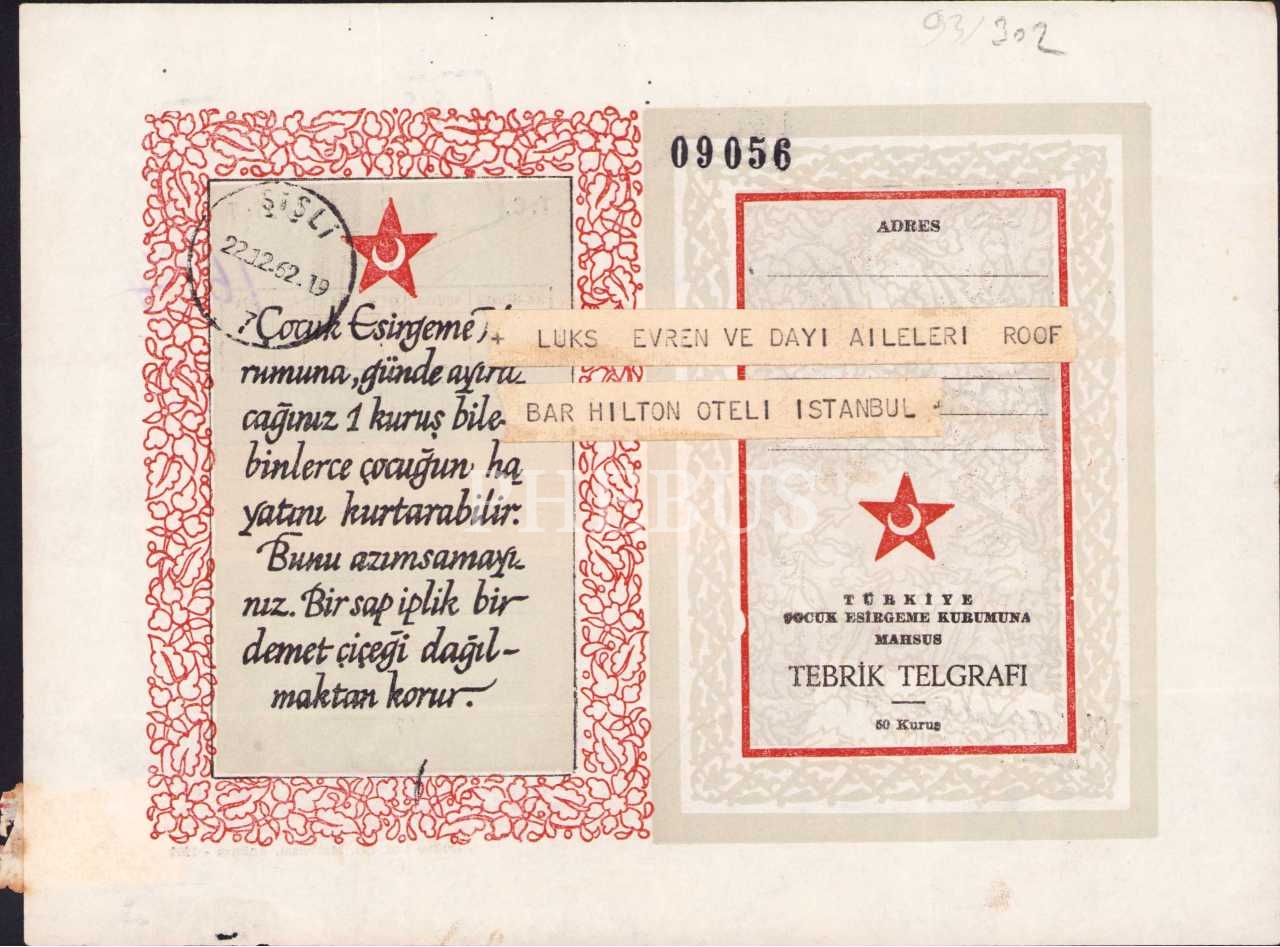 93/302
09056
ŞİŞLİ
22.12.62.19
7
Çocuk Esirgeme
rumuna, günde ayıra
cağınız 1 kuruş bile
binlerce çocuğun ha
yatını kurtarabilir.
Bunu azımsamayı
nız. Bir sap iplik bir
demet çiçeği dağıl-
maktan korur.
ADRES
+ LUKS EVREN VE DAYI AILELERI ROOF
BAR HILTON OTELI ISTANBUL +
PHEBUS
TÜRKİYE
ÇOCUK ESİRGEME KURUMUNA
MAHSUS
TEBRİK TELGRAFI
50 Kuruş